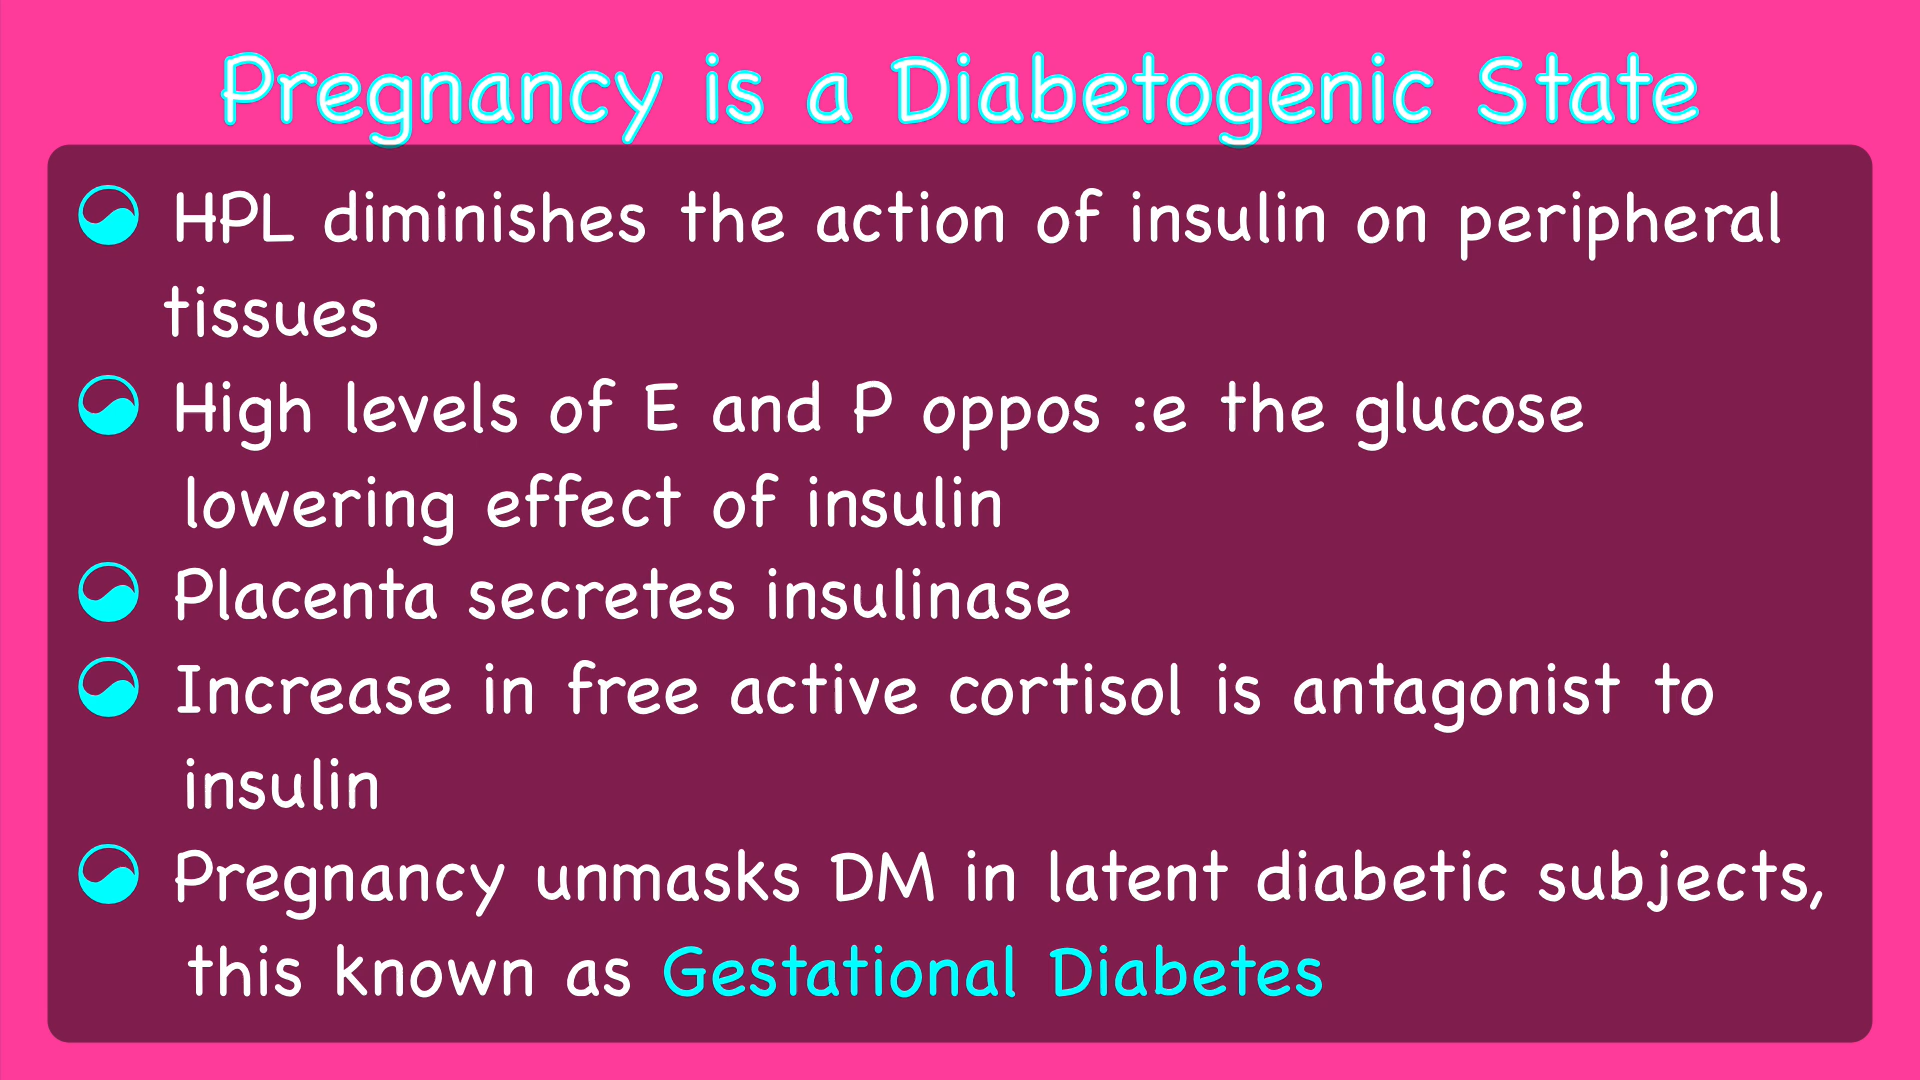 Pregnancy is a Diabetogenic State
HPL diminishes the action of insulin on peripheral
tissues
High levels of E and P oppos :e the glucose
lowering effect of insulin
Placenta secretes insulinase
Increase in free active cortisol is antagonist to
insulin
Pregnancy unmasks DM in latent diabetic subjects,
this known as Gestational Diabetes